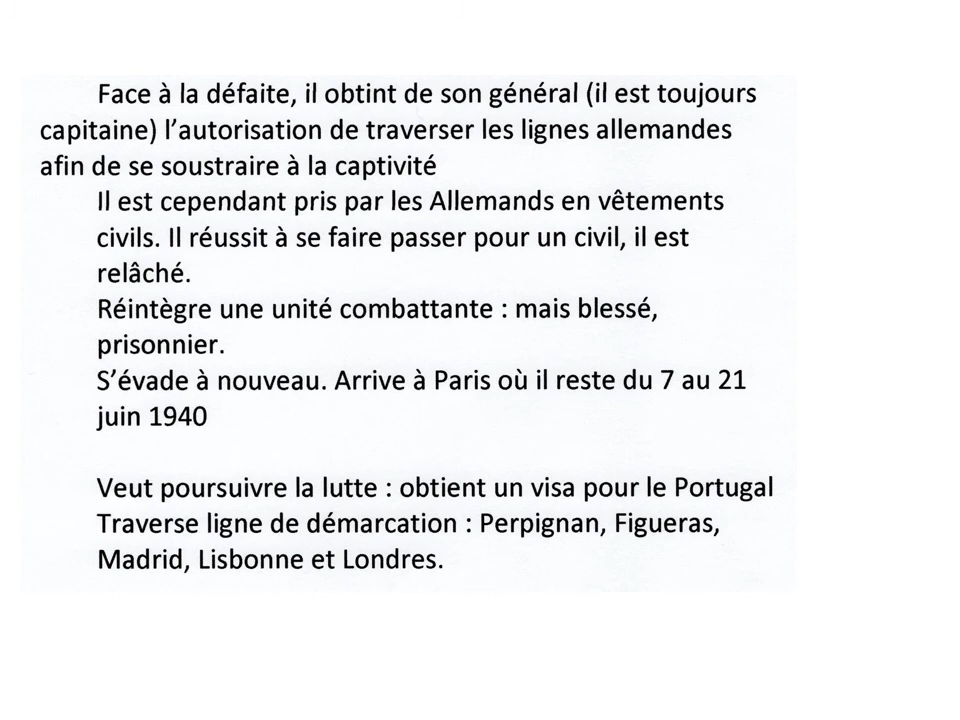 Face à la défaite, il obtint de son général (il est toujours
capitaine) l’autorisation de traverser les lignes allemandes
afin de se soustraire à la captivité
Il est cependant pris par les Allemands en vêtements
civils. Il réussit à se faire passer pour un civil, il est
relâché.
Réintègre une unité combattante : mais blessé,
prisonnier.
S’évade à nouveau. Arrive à Paris où il reste du 7 au 21
juin 1940
Veut poursuivre la lutte : obtient un visa pour le Portugal
Traverse ligne de démarcation : Perpignan, Figueras,
Madrid, Lisbonne et Londres.